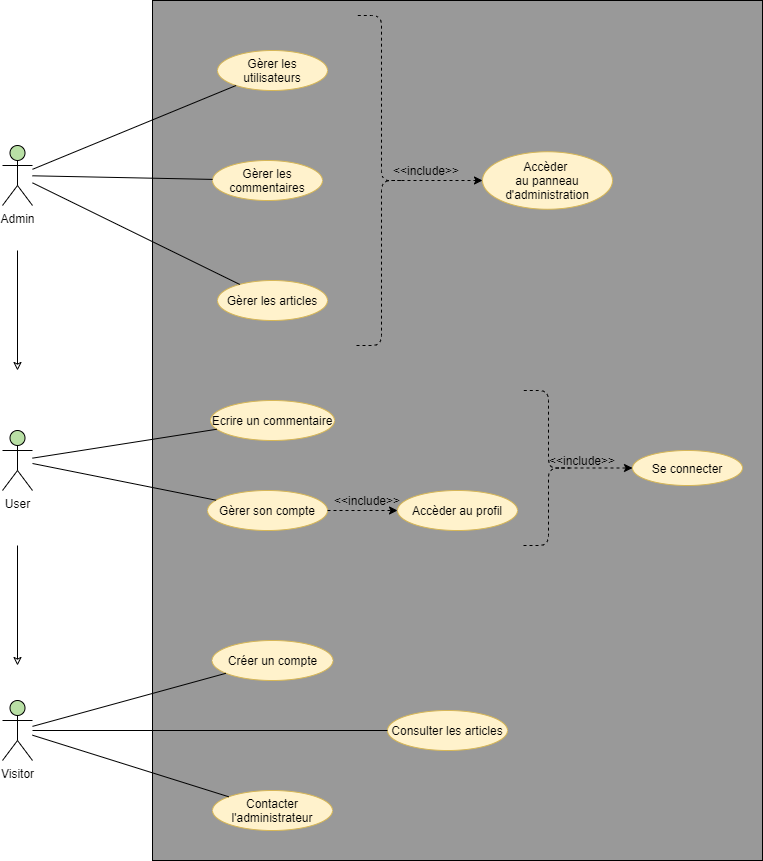 Gèrer les
utilisateurs
Gèrer les
commentaires
<<include>>
Accèder
au panneau
d'administration
Admin
Gèrer les articles
Ecrire un commentaire
<<include>>
Se connecter
User
Gèrer son compte
<<include>>
Accèder au profil
Créer un compte
Consulter les articles
Visitor
Contacter
l'administrateur